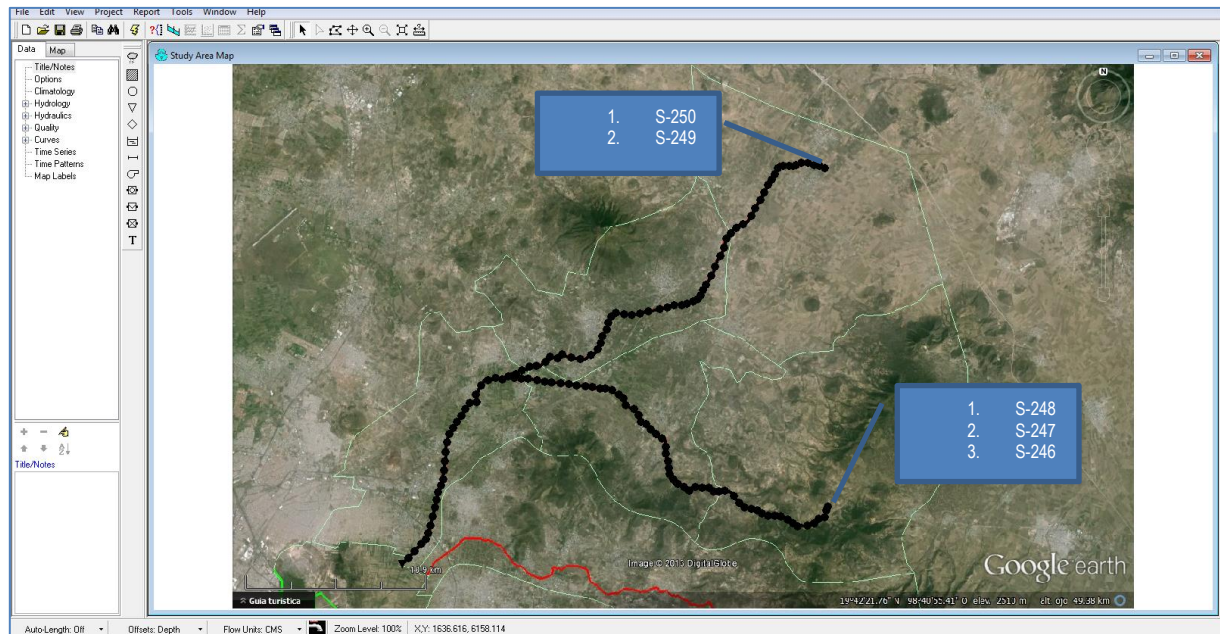 File Edit View Project Report Tools Window Help
Data Map
Title/Notes
Options
Climatology
Hydrology
Hydraulics
Quality
Curves
Time Series
Time Patterns
Map Labels
T
Title/Notes
Study Area Map
N
1. S-250
2. S-249
1. S-248
2. S-247
3. S-246
Google earth
Guía turística
Auto-Length: Off Offsets: Depth Flow Units: CMS Zoom Level: 100% X,Y: 1636.616, 6158.114